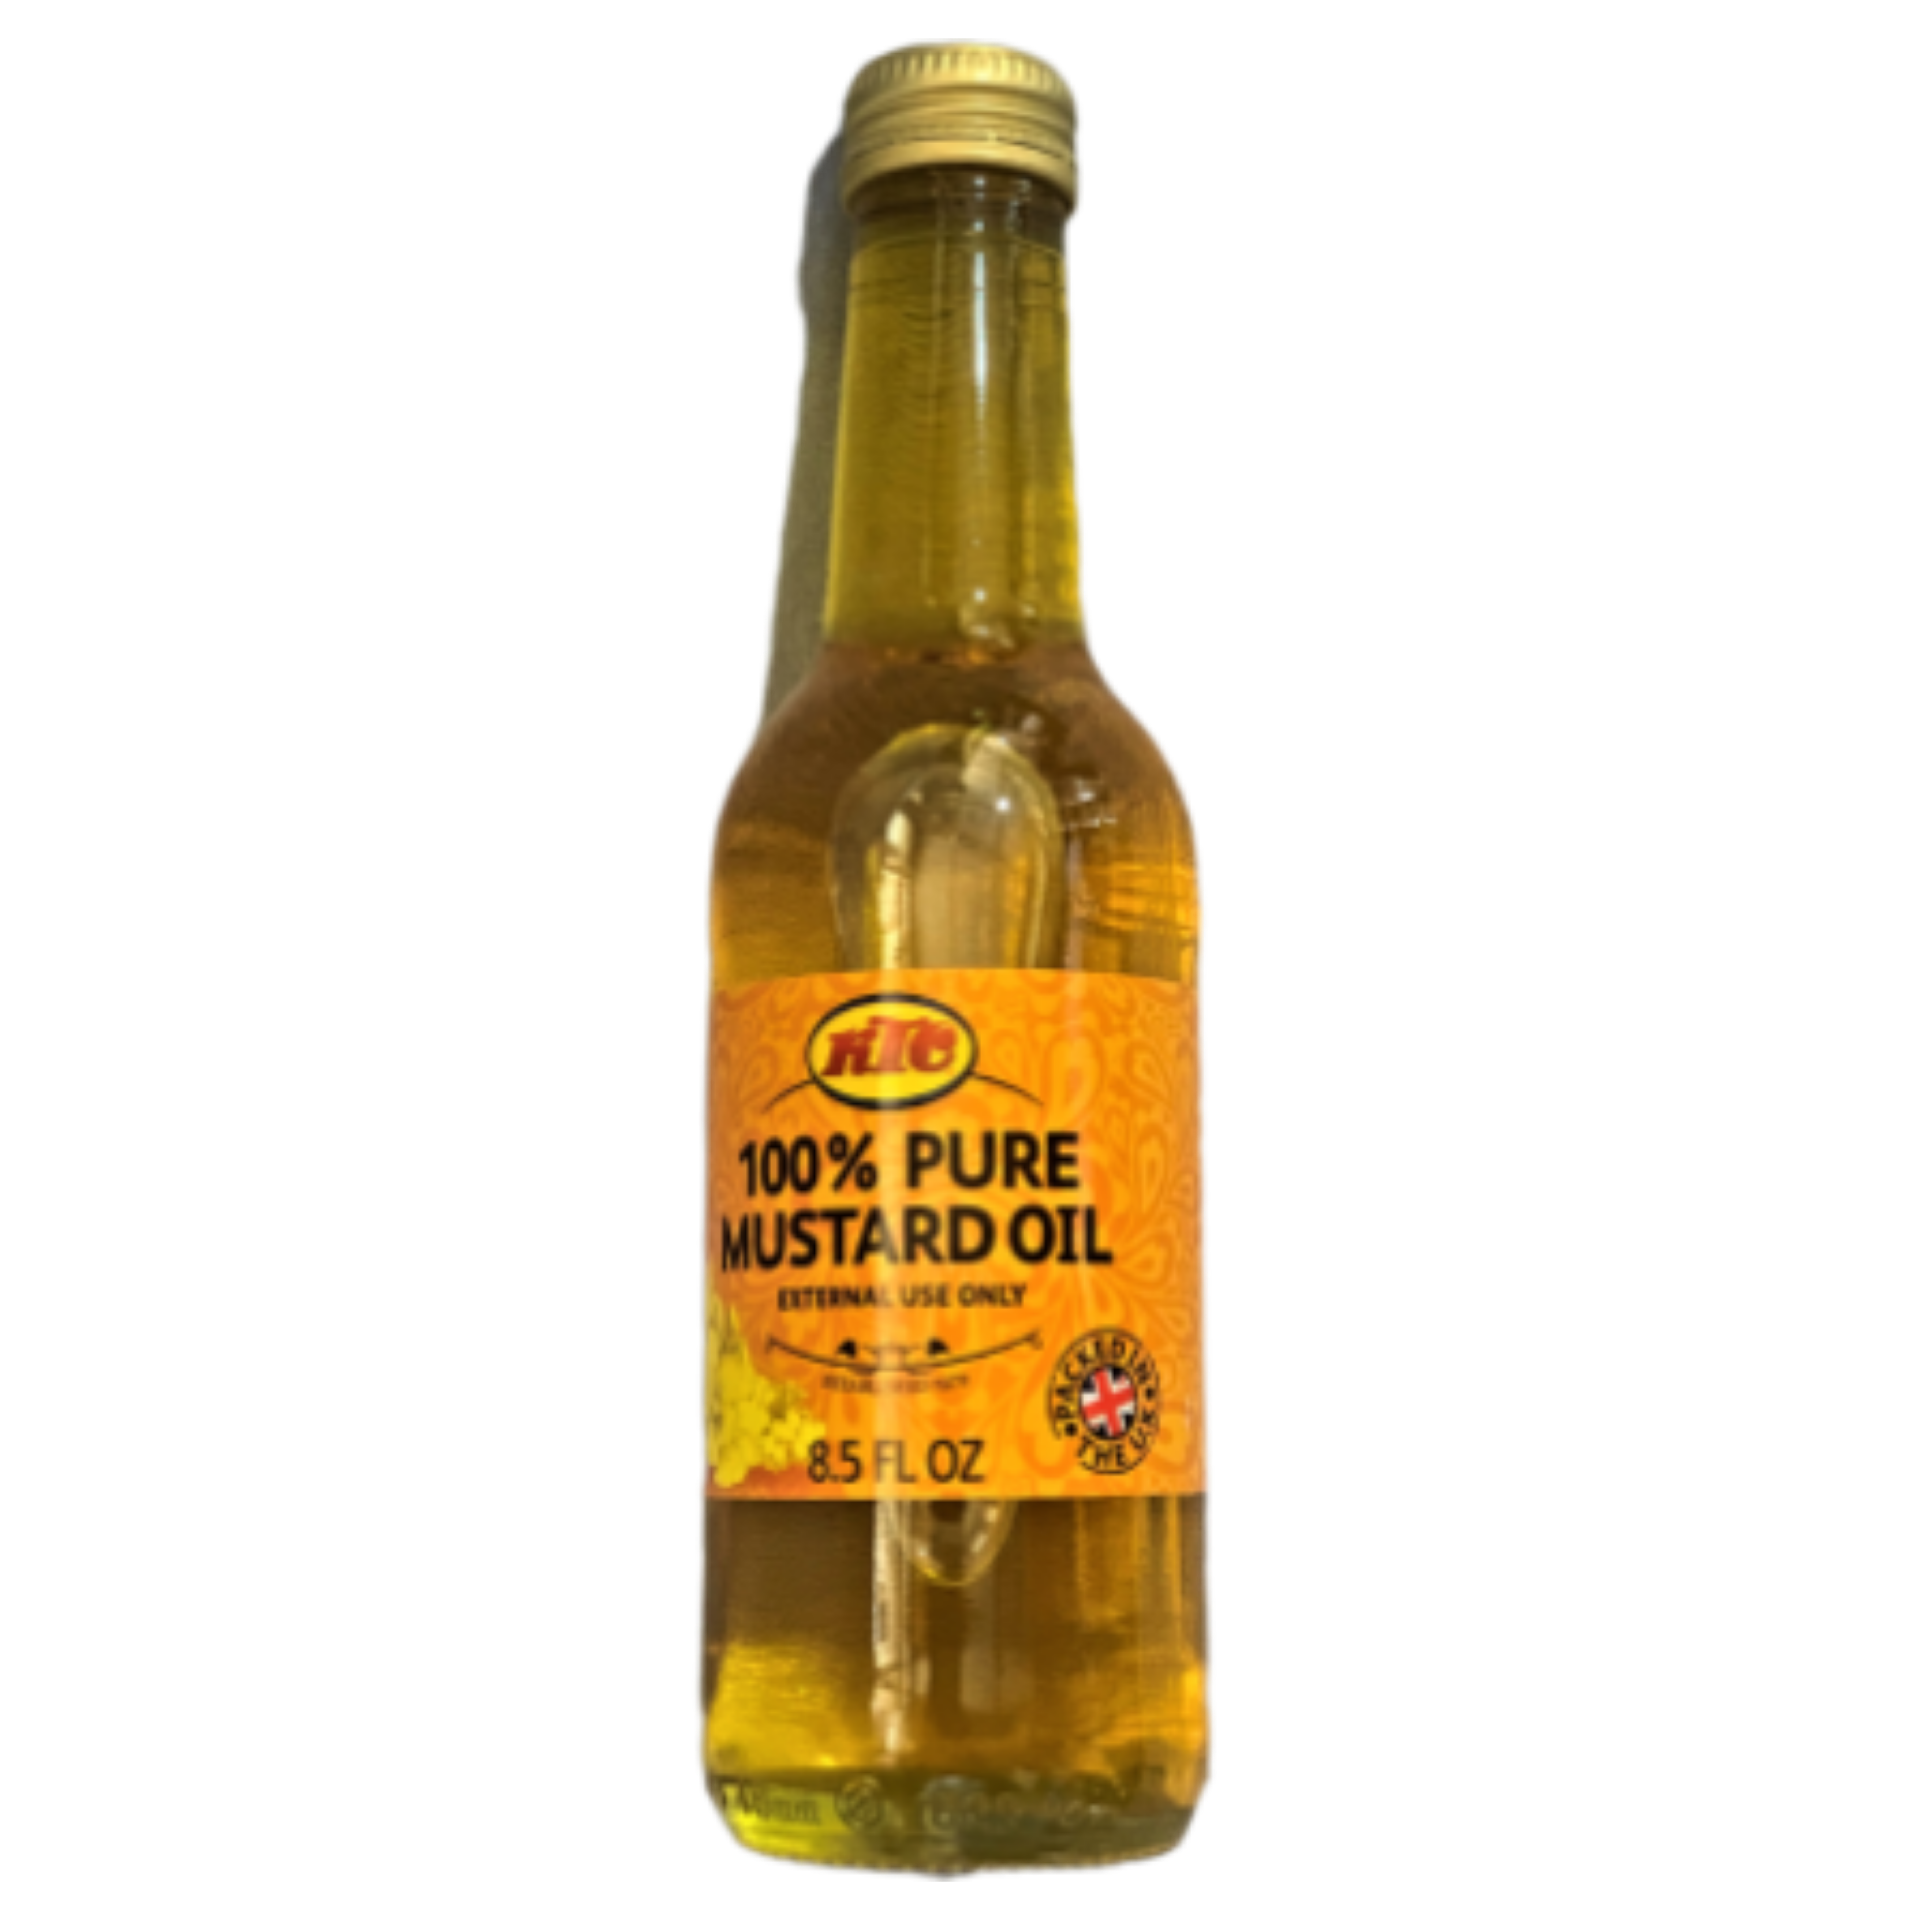 KTC
100% PURE
MUSTARD OIL
EXTERNAL USE ONLY
8.5 FL OZ
PACKED IN
THE UK